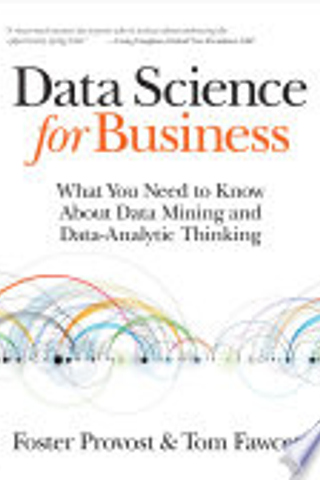 Data Science
for Business
What You Need to Know
About Data Mining and
Data-Analytic Thinking
Foster Provost & Tom Fawce